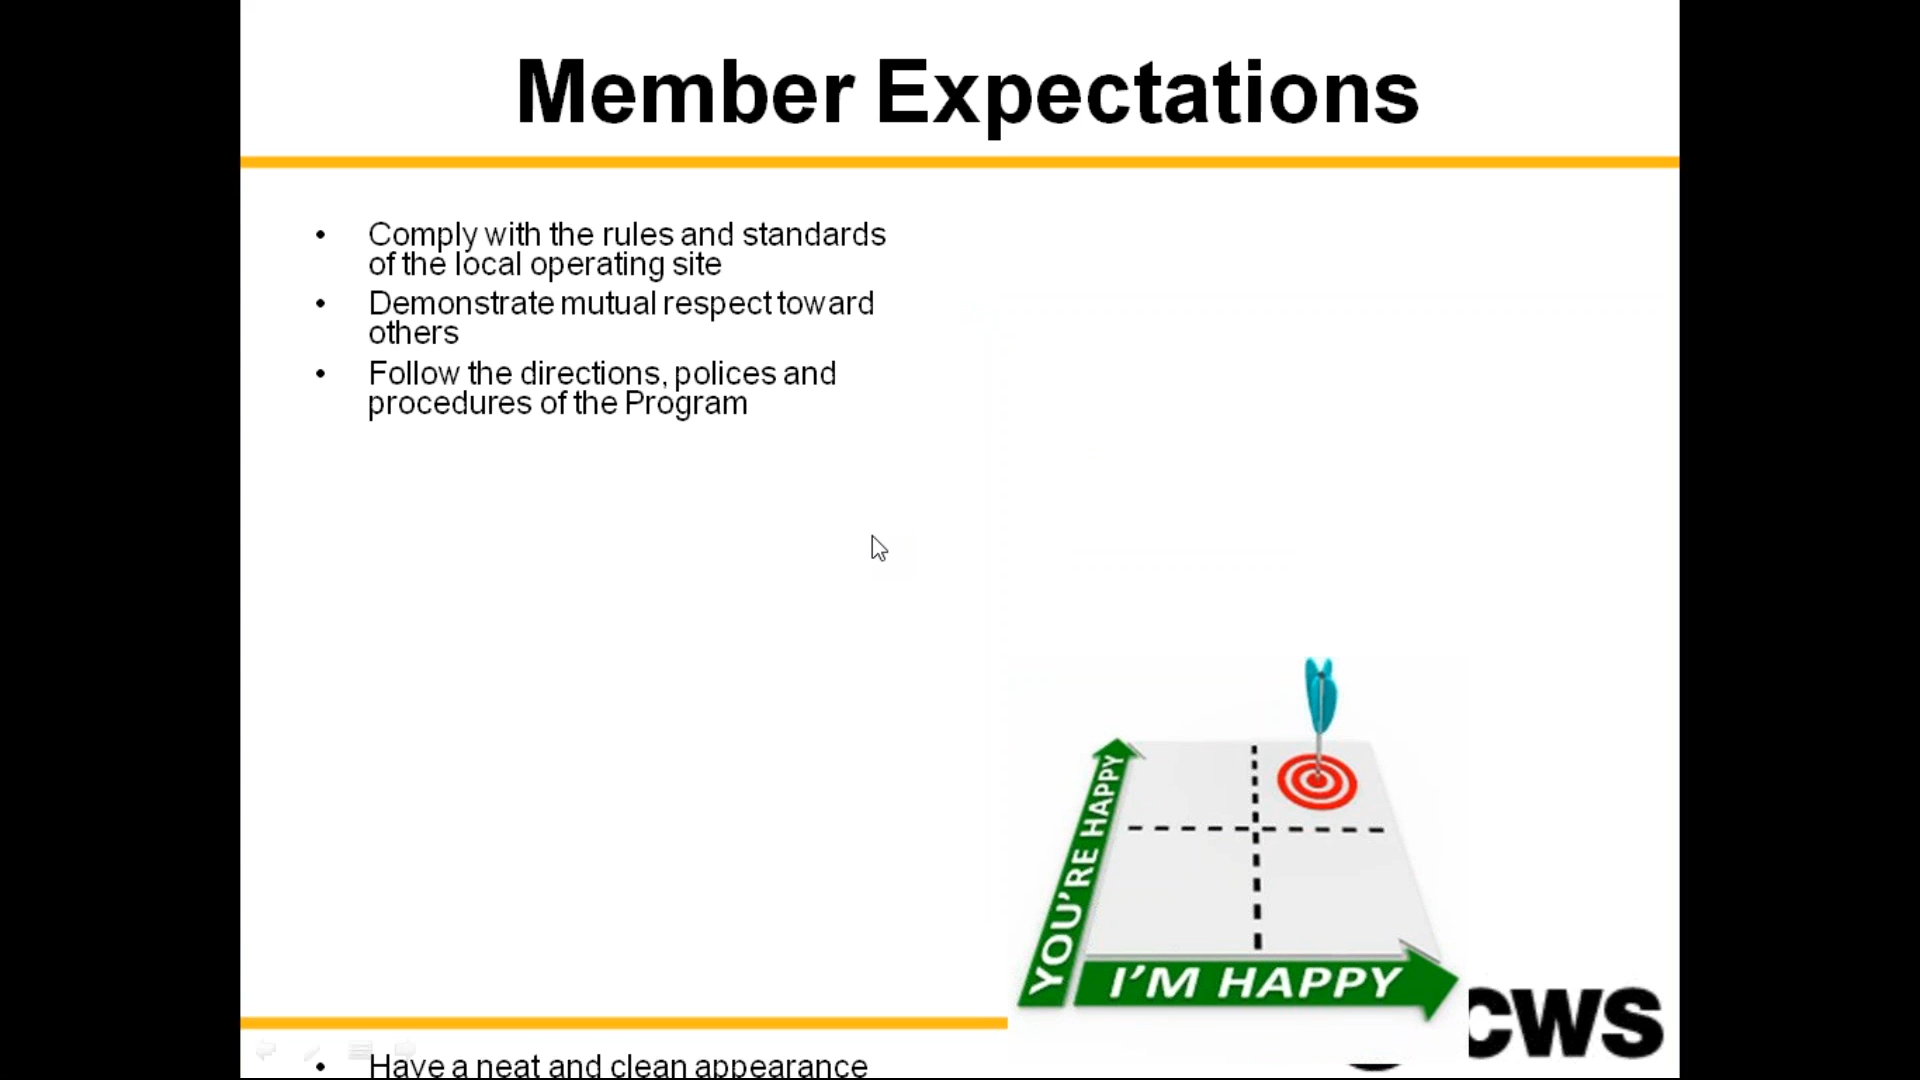 Member Expectations
• Comply with the rules and standards
of the local operating site
• Demonstrate mutual respect toward
others
• Follow the directions, polices and
procedures of the Program
YOU'RE HAPPY
I'M HAPPY
CWS
• Have a neat and clean appearance